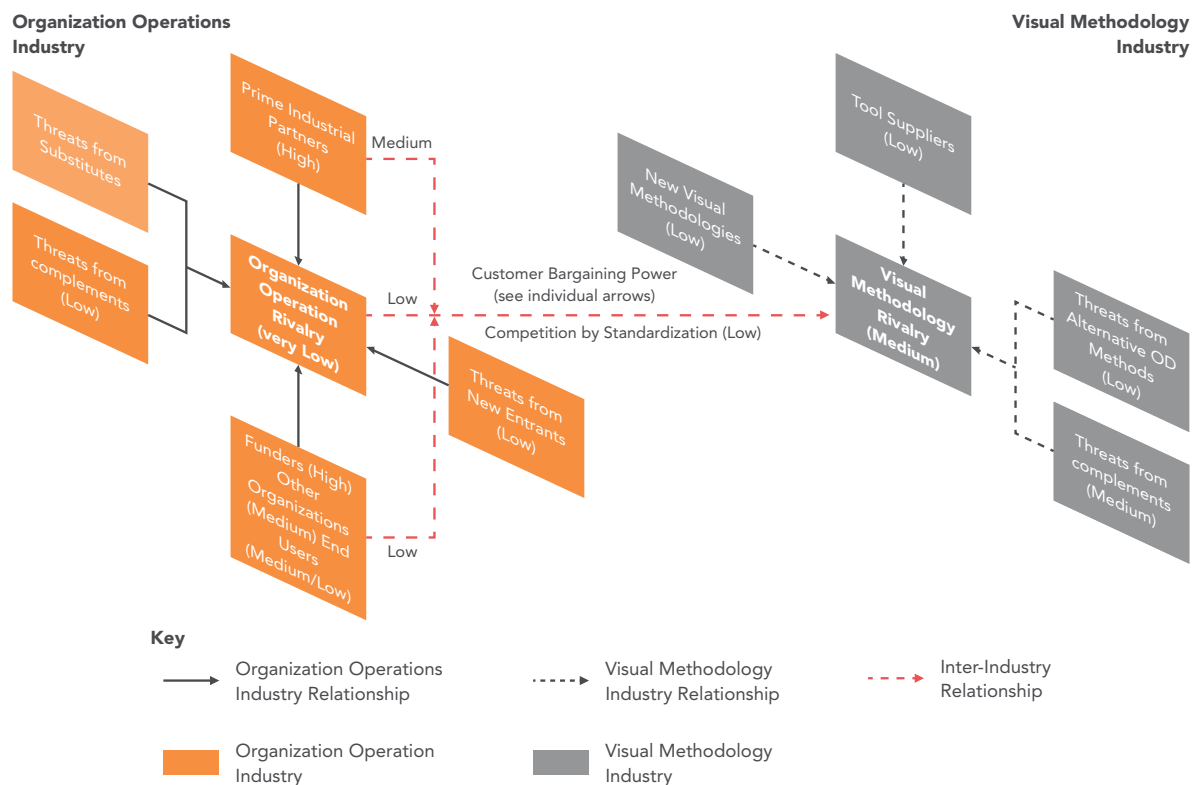 Organization Operations
Industry
Visual Methodology
Industry
Threats from
Substitutes
Prime Industrial
Partners
(High)
Medium
Tool Suppliers
(Low)
New Visual
Methodologies
(Low)
Threats from
complements
(Low)
Organization
Operation
Rivalry
(very Low)
Low
Customer Bargaining Power
(see individual arrows)
Competition by Standardization (Low)
Visual
Methodology
Rivalry
(Medium)
Threats from
Alternative OD
Methods
(Low)
Threats from
New Entrants
(Low)
Funders (High)
Other
Organizations
(Medium) End
Users
(Medium/Low)
Low
Threats from
complements
(Medium)
Key
Organization Operations
Industry Relationship
Visual Methodology
Industry Relationship
Inter-Industry
Relationship
Organization Operation
Industry
Visual Methodology
Industry